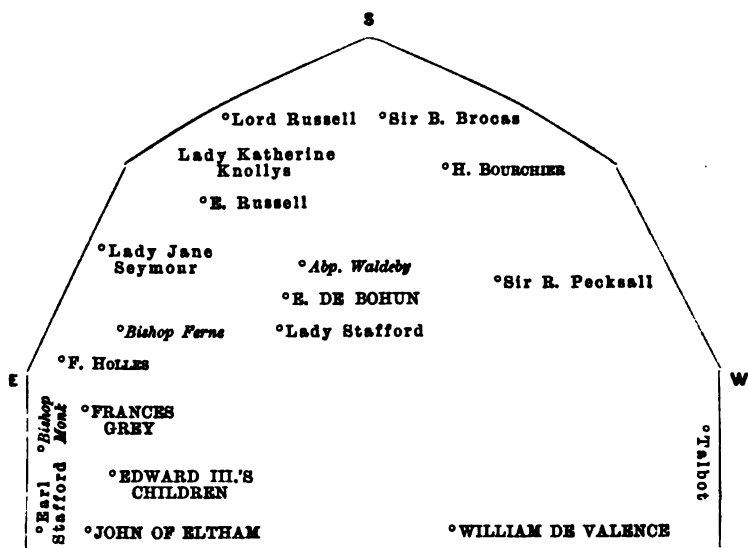 S
°Lord Russell °Sir B. Brocas
Lady Katherine
Knollys
°H. BOURCHIER
°E. Russell
°Lady Jane
Seymour
°Abp. Waldeby
°Sir R. Pecksall
°E. DE BOHUN
°Bishop Ferne °Lady Stafford
°F. HOLLES
E
W
°Bishop
Monk
°FRANCES
GREY
°Talbot
°Earl
Stafford
°EDWARD III.'S
CHILDREN
°JOHN OF ELTHAM °WILLIAM DE VALENCE